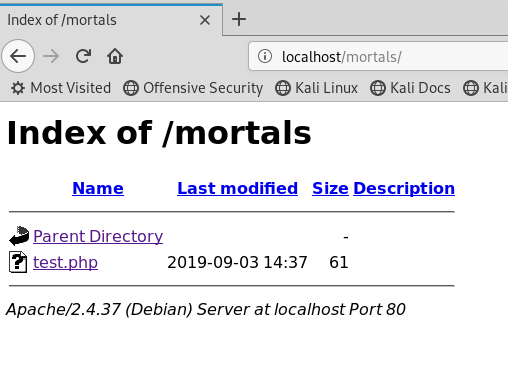 Index of /mortals
localhost/mortals/
Most Visited Offensive Security Kali Linux Kali Docs Kali
Index of /mortals
Name Last modified Size Description
Parent Directory -
test.php 2019-09-03 14:37 61
Apache/2.4.37 (Debian) Server at localhost Port 80